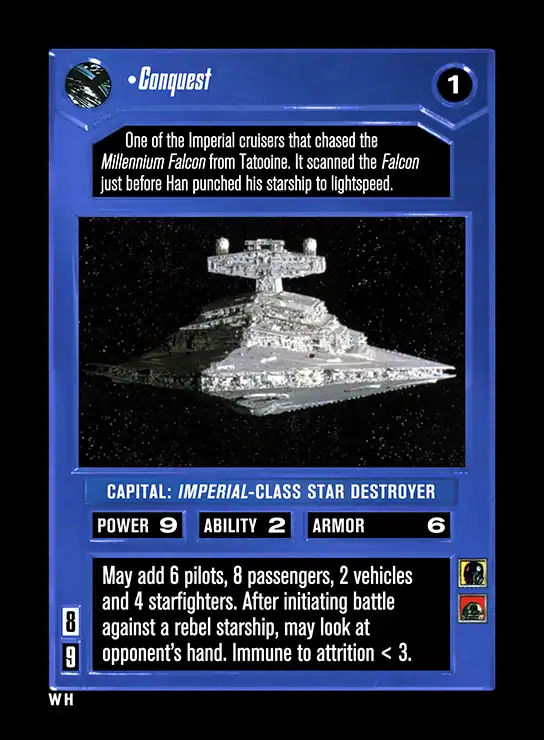 •Conquest
1
One of the Imperial cruisers that chased the
Millennium Falcon from Tatooine. It scanned the Falcon
just before Han punched his starship to lightspeed.
CAPITAL: IMPERIAL-CLASS STAR DESTROYER
POWER 9 ABILITY 2 ARMOR 6
May add 6 pilots, 8 passengers, 2 vehicles
and 4 starfighters. After initiating battle
against a rebel starship, may look at
opponent's hand. Immune to attrition < 3.
8
9
WH